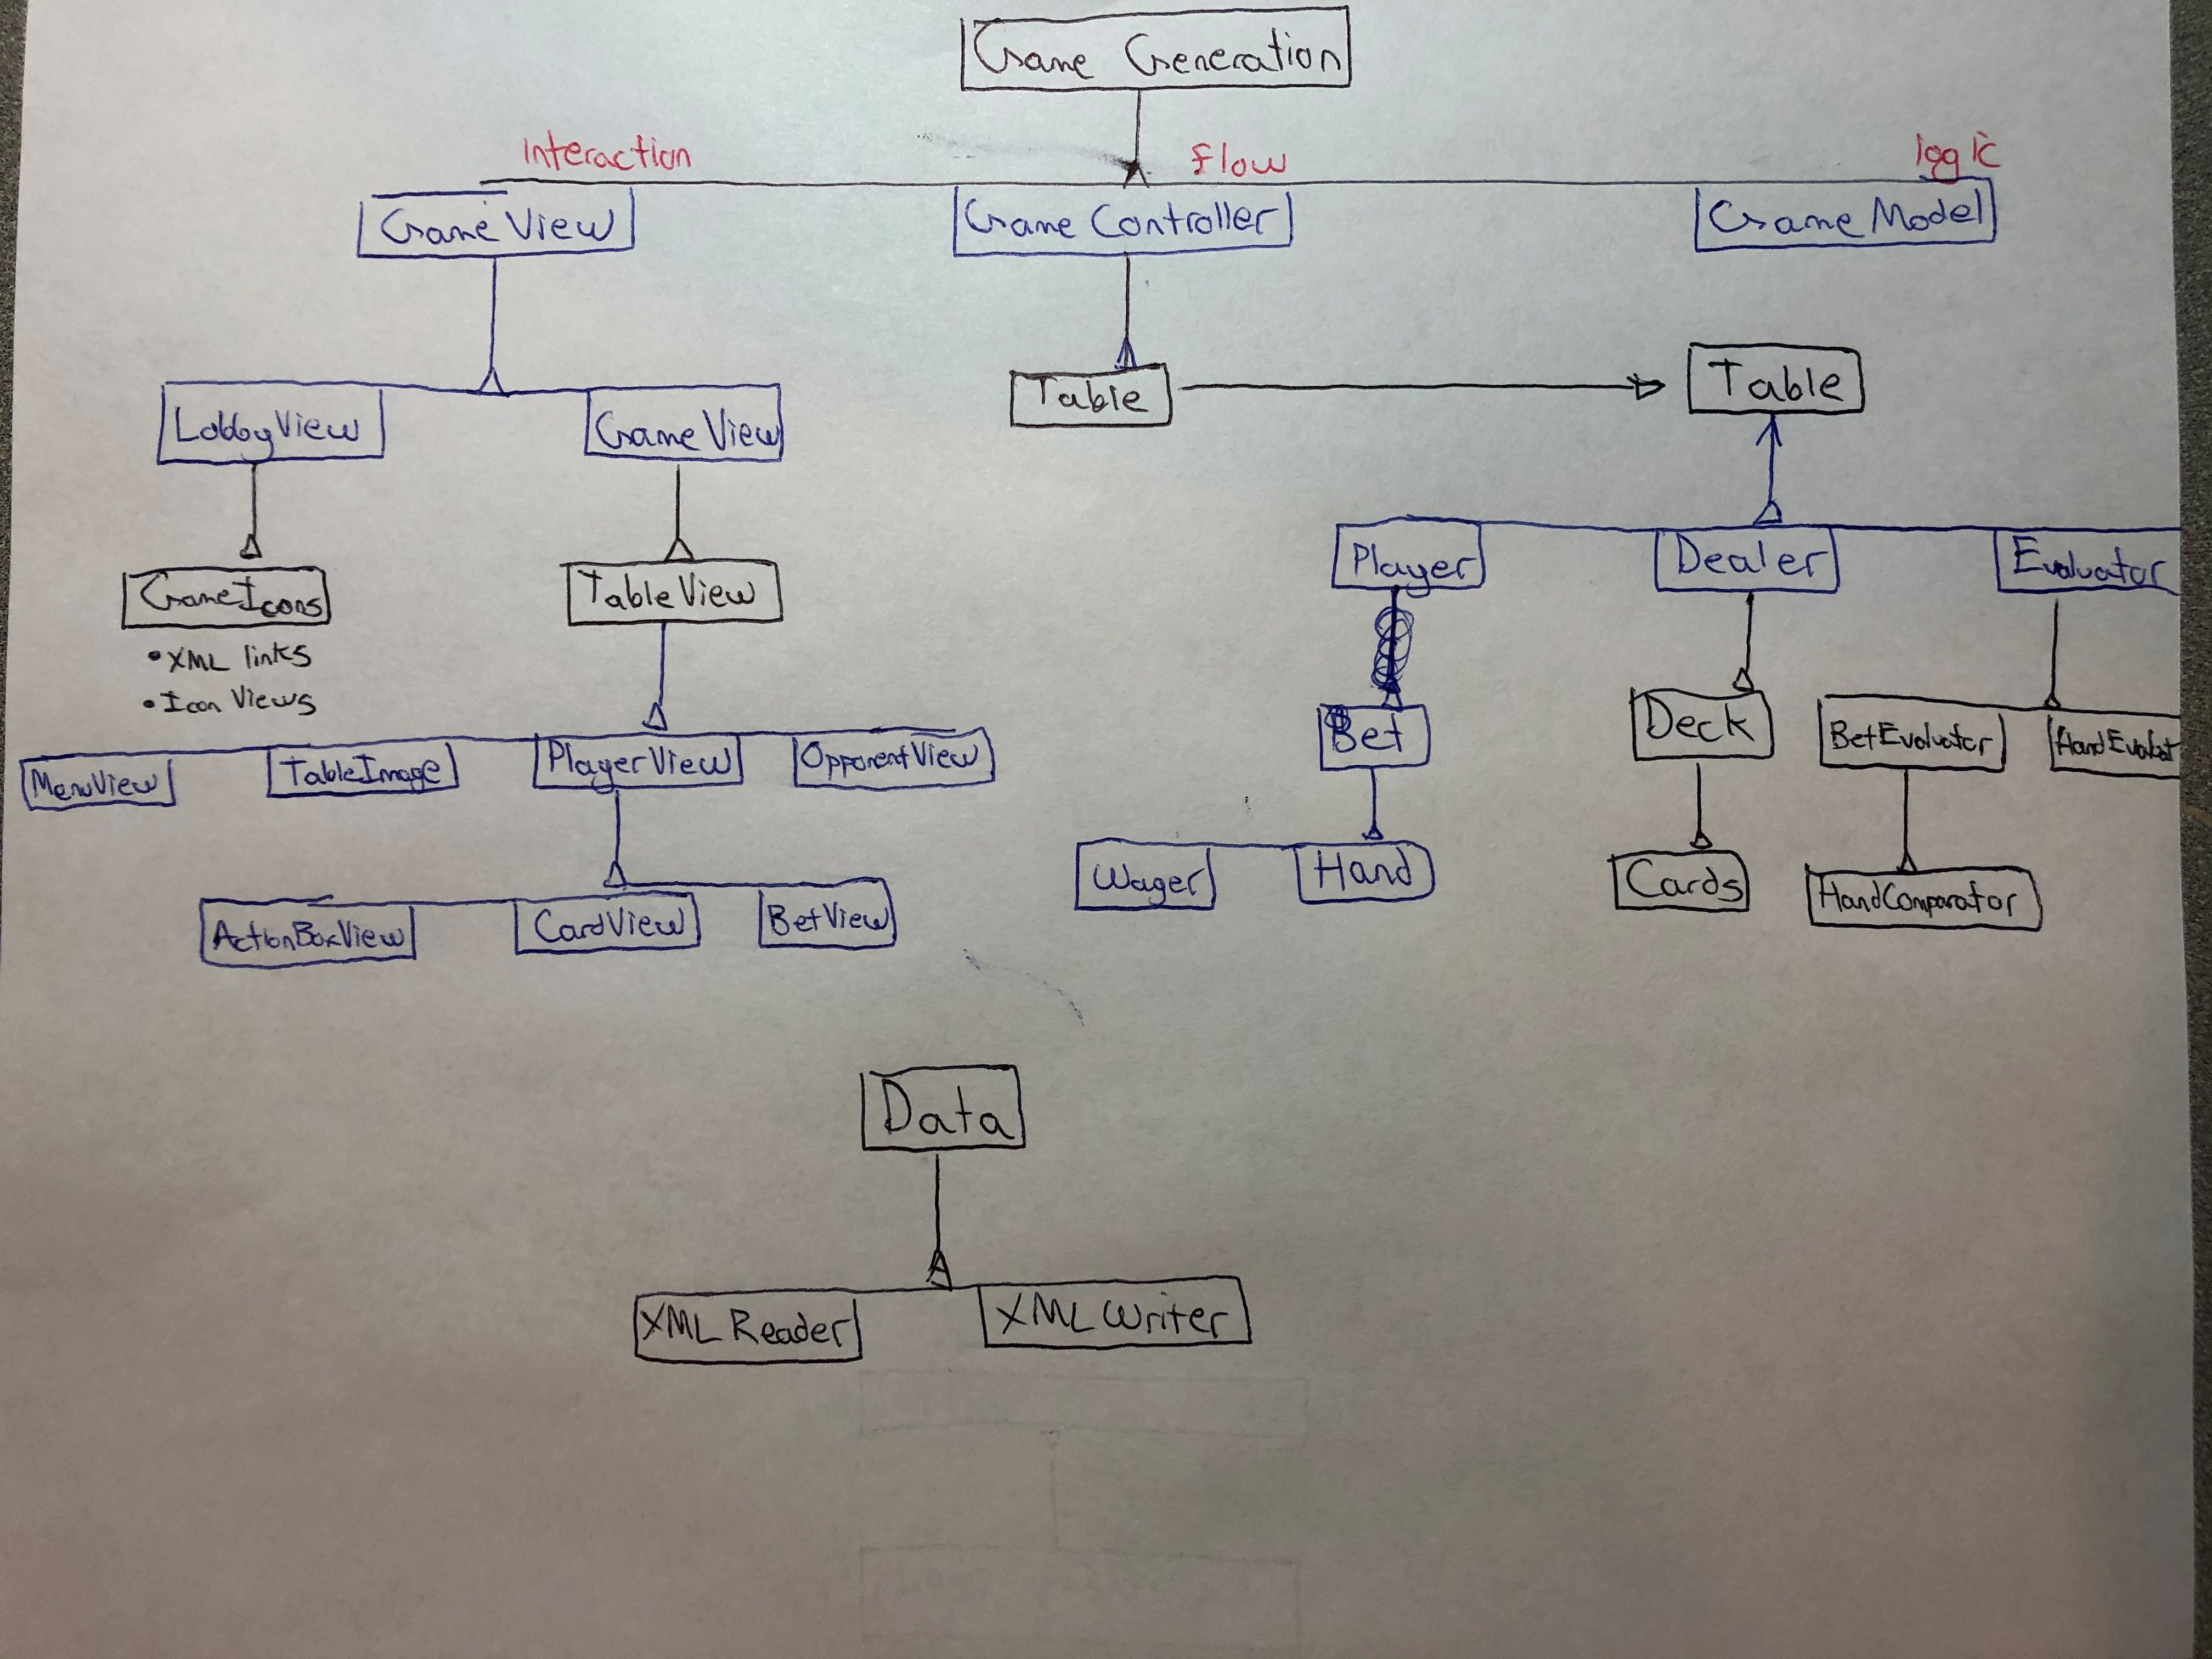 Game Generation
Interaction
Flow
logic
Game View
Game Controller
Game Model
LobbyView
Game View
Table
Table
GameIcons
• XML links
• Icon Views
TableView
Player
Dealer
Evaluator
MenuView
TableImage
PlayerView
OpponentView
Bet
Deck
BetEvaluator
HandEvaluat
ActionBoxView
CardView
BetView
Wager
Hand
Cards
HandComparator
Data
XML Reader
XML Writer